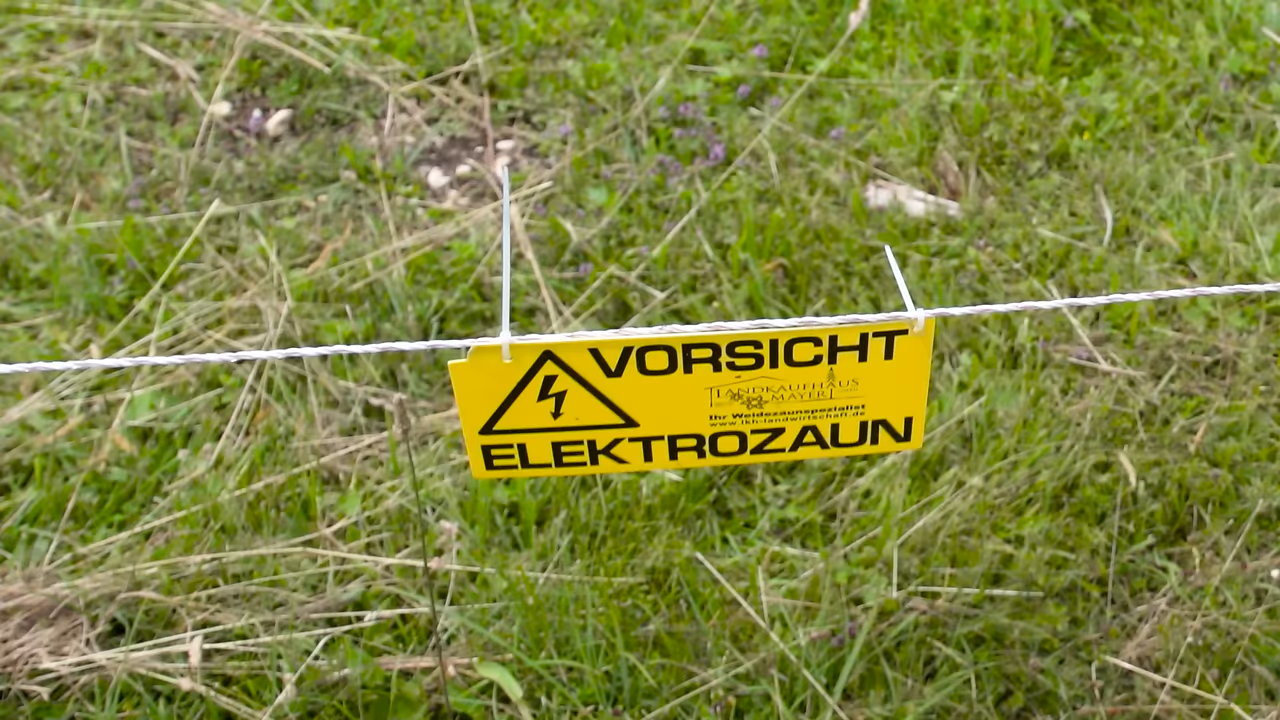 VORSICHT
LANDKAUFHAUS
MAYER
Ihr Weidezaunspezialist
www.lkh-landwirtschaft.de
ELEKTROZAUN